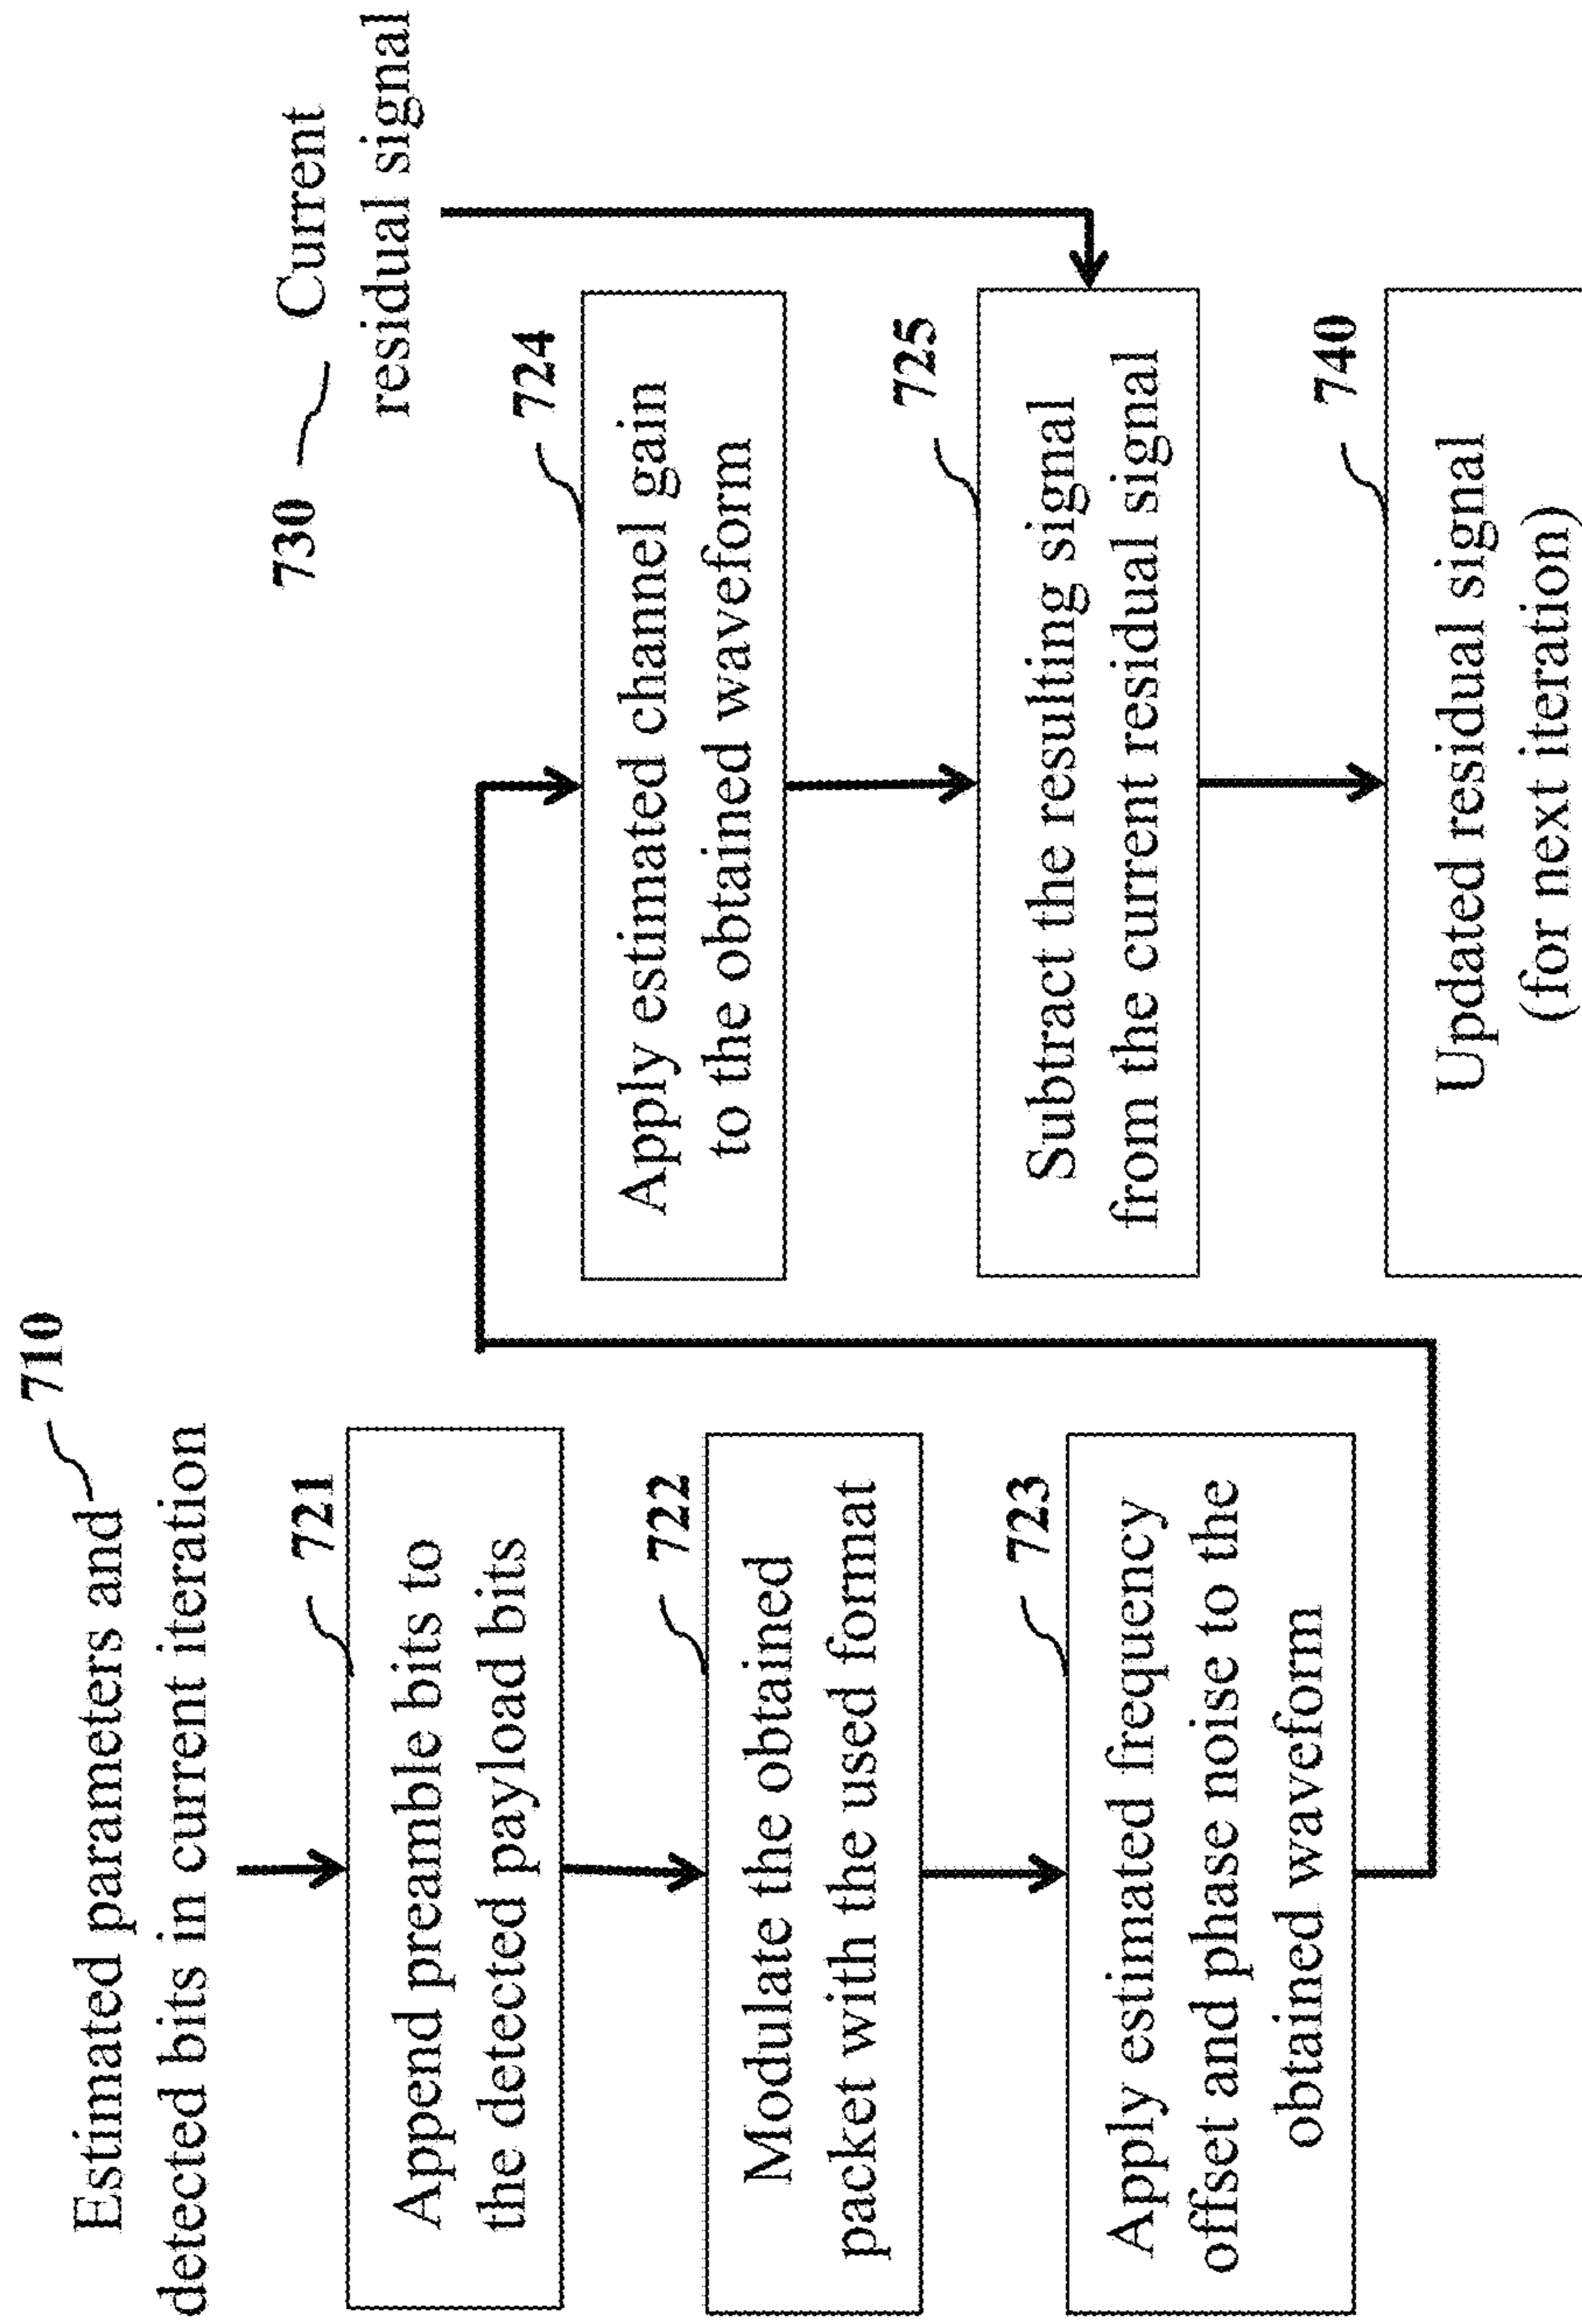 Estimated parameters and 710
detected bits in current iteration
721
Append preamble bits to
the detected payload bits
722
Modulate the obtained
packet with the used format
723
Apply estimated frequency
offset and phase noise to the
obtained waveform
730 Current
residual signal
724
Apply estimated channel gain
to the obtained waveform
725
Subtract the resulting signal
from the current residual signal
740
Updated residual signal
(for next iteration)